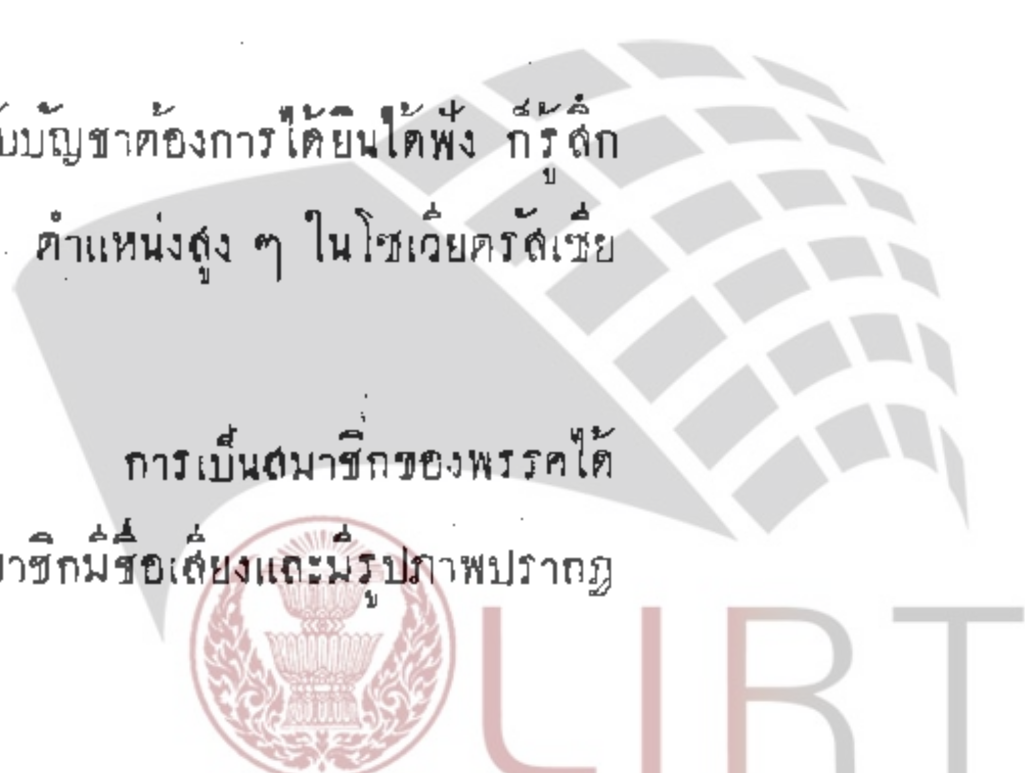 บบัญชาต้องการได้ยินได้ฟัง ก็รู้สึก
ตำแหน่งสูง ๆ ในโซเวียตรัสเซีย
การเป็นสมาชิกของพรรคได้
าชิกมีชื่อเสียงและมีรูปภาพปรากฎ
LIRT